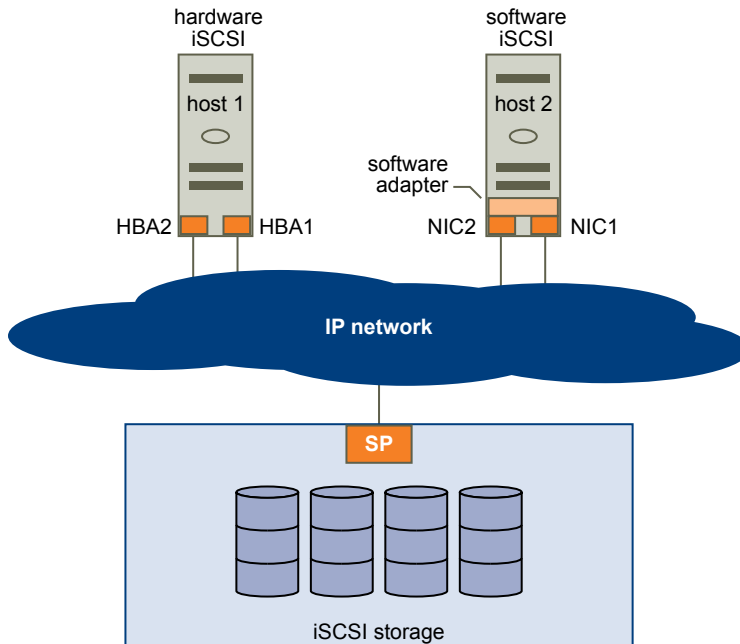 hardware
iSCSI
software
iSCSI
host 1
host 2
software
adapter
HBA2
HBA1
NIC2
NIC1
IP network
SP
iSCSI storage